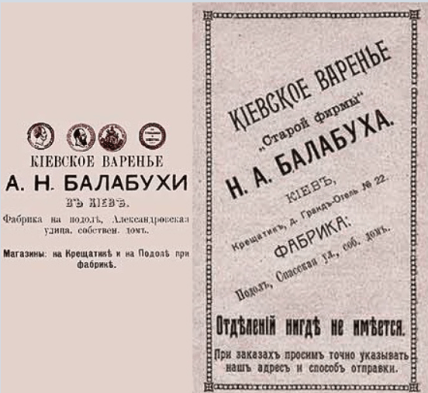 КІЕВСКОЕ ВАРЕНЬЕ
А. Н. БАЛАБУХИ
ВЪ КІЕВѢ.
Фабрика на подолѣ, Александровская
улица, собствен. домъ.
Магазины: на Крещатикѣ и на Подолѣ при
фабрикѣ.
КІЕВСКОЕ ВАРЕНЬЕ
„Старой фирмы“
Н. А. БАЛАБУХА.
КІЕВЪ,
Крещатикъ, д. Грандъ-Отель № 22.
ФАБРИКА:
Подолъ, Спасская ул., соб. домъ.
Отдѣленій нигдѣ не имѣется.
При заказахъ просимъ точно указывать
нашъ адресъ и способъ отправки.